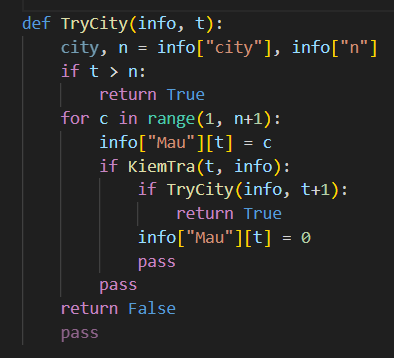 def TryCity(info, t):
    city, n = info["city"], info["n"]
    if t > n:
        return True
    for c in range(1, n+1):
        info["Mau"][t] = c
        if KiemTra(t, info):
            if TryCity(info, t+1):
                return True
            info["Mau"][t] = 0
            pass
        pass
    return False
    pass